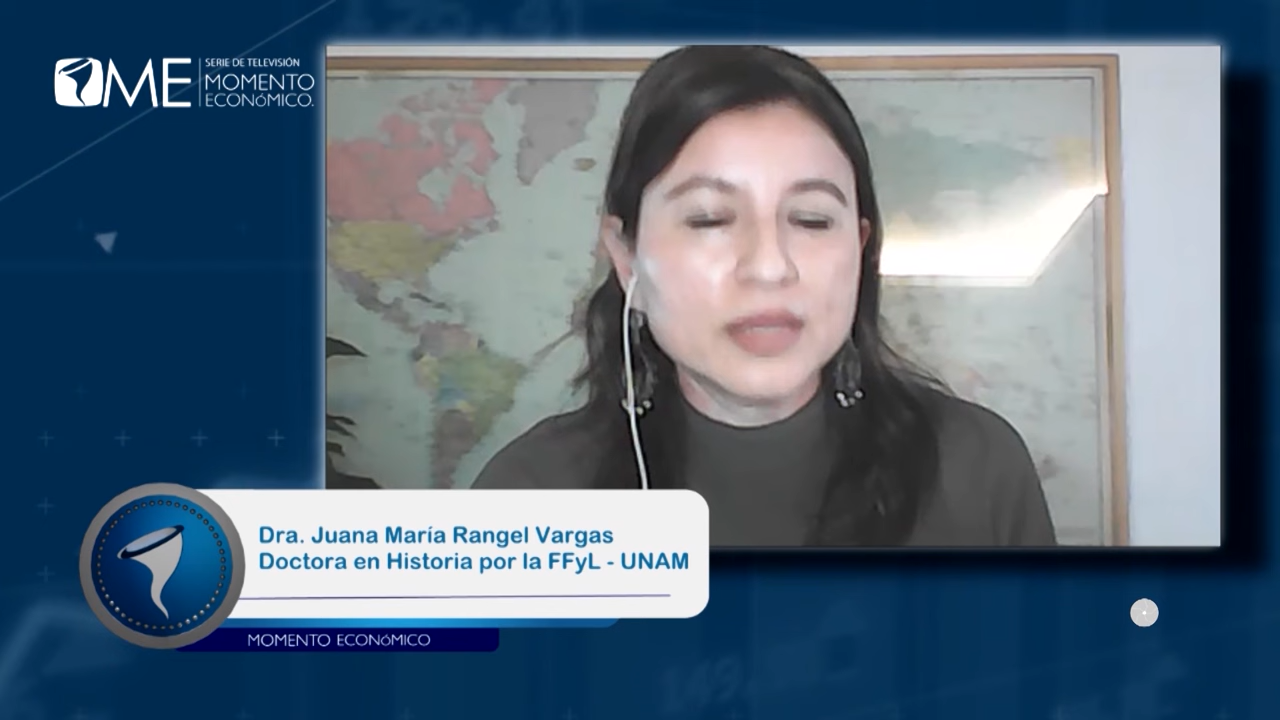 ME
SERIE DE TELEVISIÓN
MOMENTO
ECONÓMICO.
Dra. Juana María Rangel Vargas
Doctora en Historia por la FFyL - UNAM
MOMENTO ECONÓMICO